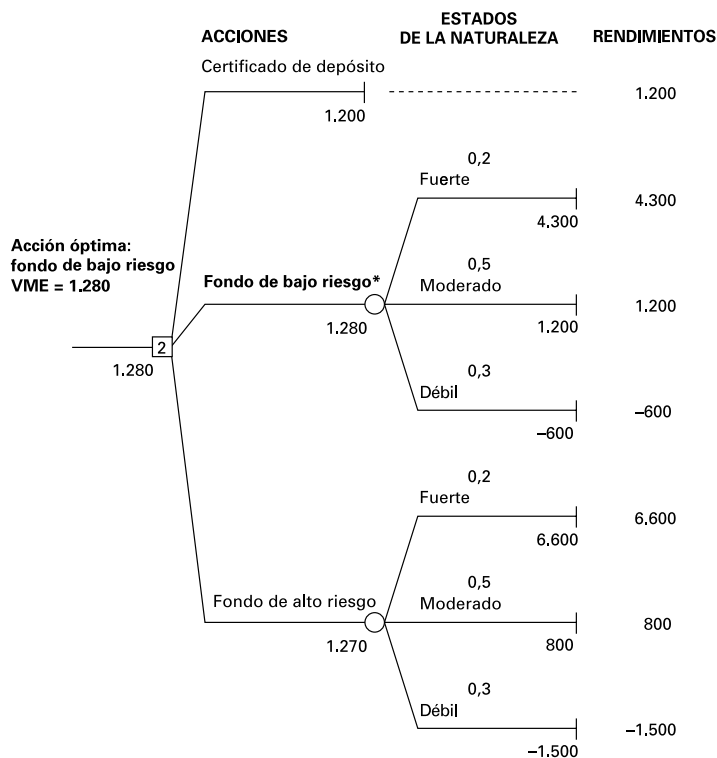 ACCIONES
ESTADOS
DE LA NATURALEZA
RENDIMIENTOS
Certificado de depósito
1.200
1.200
0,2
Fuerte
4.300
4.300
Acción óptima:
fondo de bajo riesgo
VME = 1.280
Fondo de bajo riesgo*
1.280
0,5
Moderado
1.200
1.200
2
1.280
0,3
Débil
–600
–600
0,2
Fuerte
6.600
6.600
Fondo de alto riesgo
1.270
0,5
Moderado
800
800
0,3
Débil
–1.500
–1.500